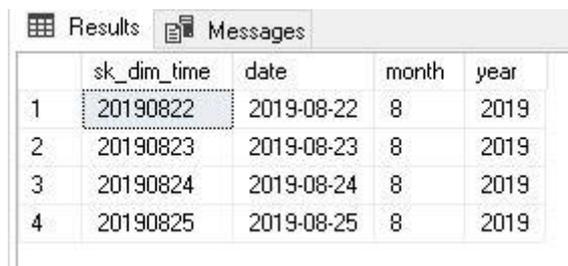 Results Messages
sk_dim_time date month year
1 20190822 2019-08-22 8 2019
2 20190823 2019-08-23 8 2019
3 20190824 2019-08-24 8 2019
4 20190825 2019-08-25 8 2019